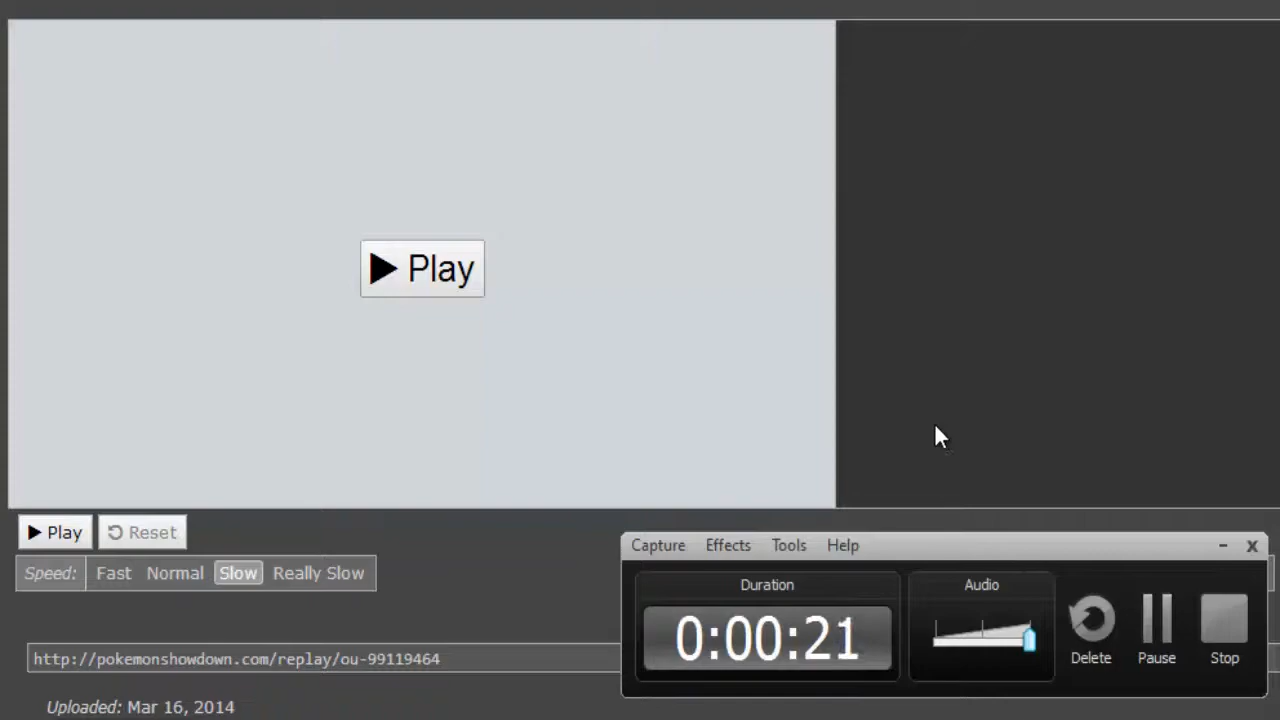 Play
Play Reset
Speed: Fast Normal Slow Really Slow
http://pokemonshowdown.com/replay/ou-99119464
Uploaded: Mar 16, 2014
Capture Effects Tools Help
Duration
0:00:21
Audio
Delete Pause Stop